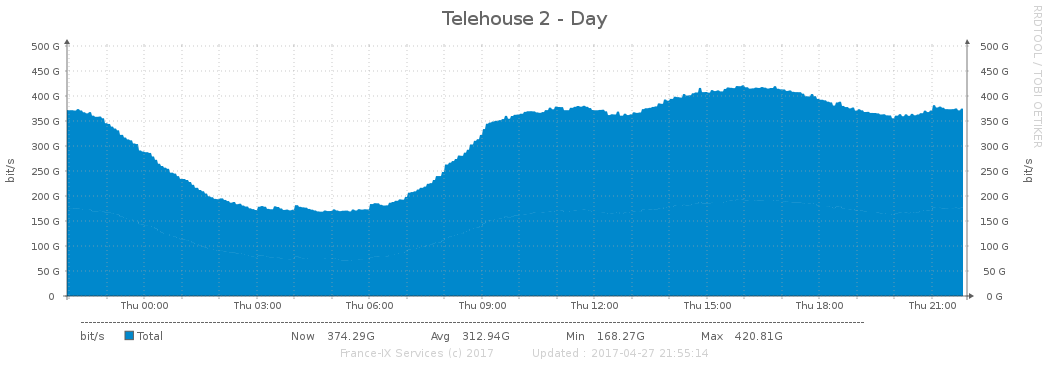 Telehouse 2 - Day
RRDTOOL / TOBI OETIKER
bit/s
500 G 500 G
450 G 450 G
400 G 400 G
350 G 350 G
300 G 300 G
250 G 250 G
200 G 200 G
150 G 150 G
100 G 100 G
50 G 50 G
0 0 G
bit/s
Thu 00:00 Thu 03:00 Thu 06:00 Thu 09:00 Thu 12:00 Thu 15:00 Thu 18:00 Thu 21:00
bit/s Total Now 374.29G Avg 312.94G Min 168.27G Max 420.81G
France-IX Services (c) 2017 Updated : 2017-04-27 21:55:14